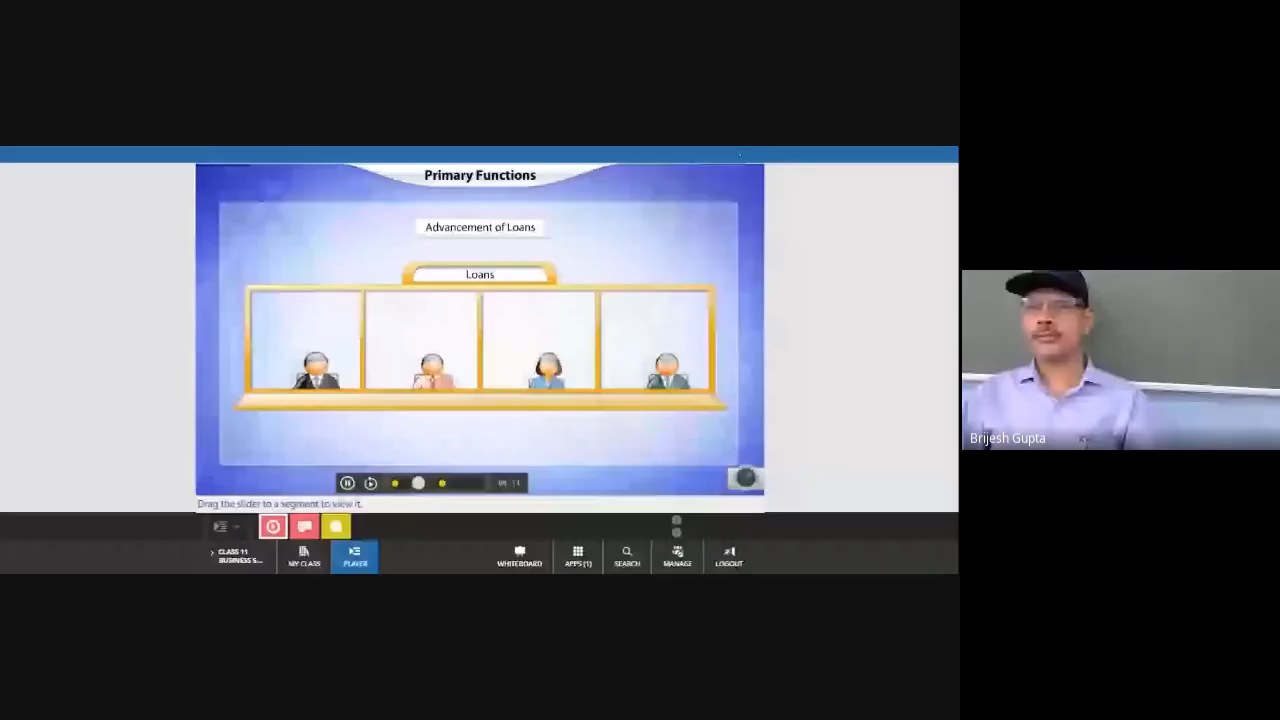 Primary Functions
Advancement of Loans
Loans
Drag the slider to a segment to view it.
CLASS 11
BUSINESS S...
MY CLASS
PLAYER
WHITEBOARD
APPS (1)
SEARCH
MANAGE
LOGOUT
Brijesh Gupta